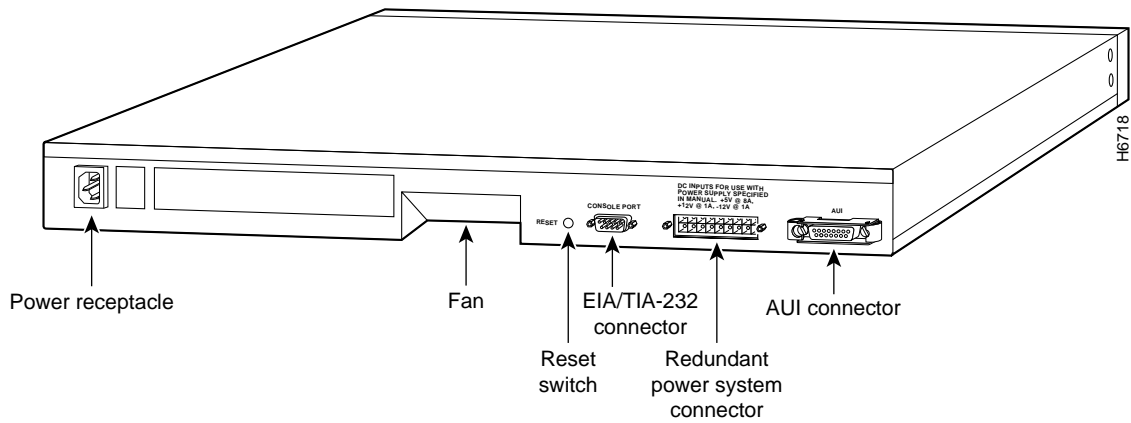 H6718
DC INPUTS FOR USE WITH
POWER SUPPLY SPECIFIED
IN MANUAL. +5V @ 8A,
+12V @ 1A, -12V @ 1A
CONSOLE PORT
AUI
RESET
Power receptacle
Fan
EIA/TIA-232
connector
AUI connector
Reset
switch
Redundant
power system
connector